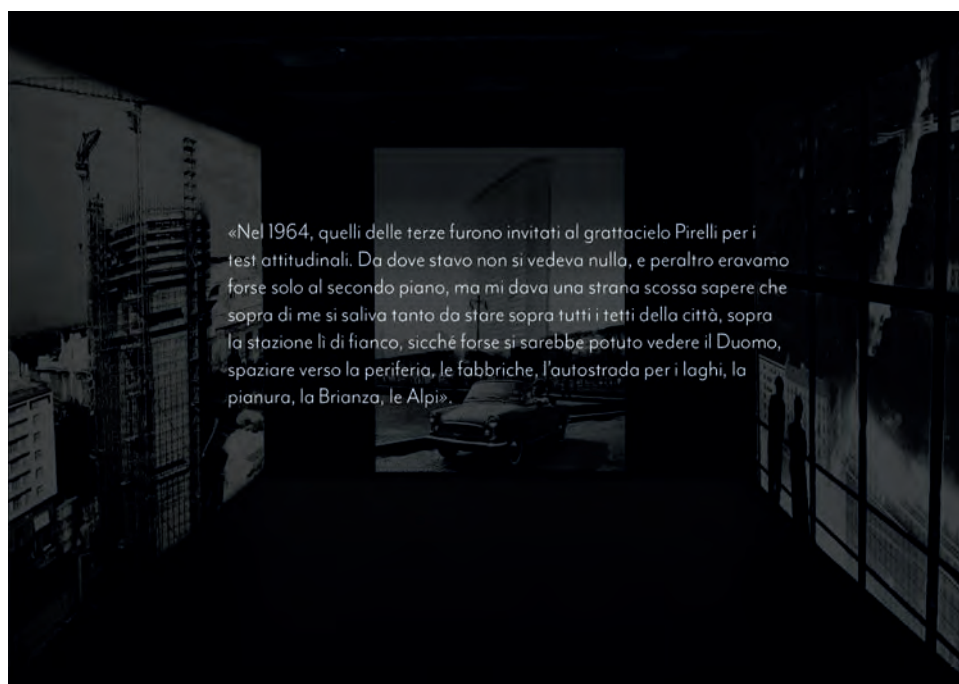 «Nel 1964, quelli delle terze furono invitati al grattacielo Pirelli per i
test attitudinali. Da dove stavo non si vedeva nulla, e peraltro eravamo
forse solo al secondo piano, ma mi dava una strana scossa sapere che
sopra di me si saliva tanto da stare sopra tutti i tetti della città, sopra
la stazione lì di fianco, sicché forse si sarebbe potuto vedere il Duomo,
spaziare verso la periferia, le fabbriche, l'autostrada per i laghi, la
pianura, la Brianza, le Alpi».